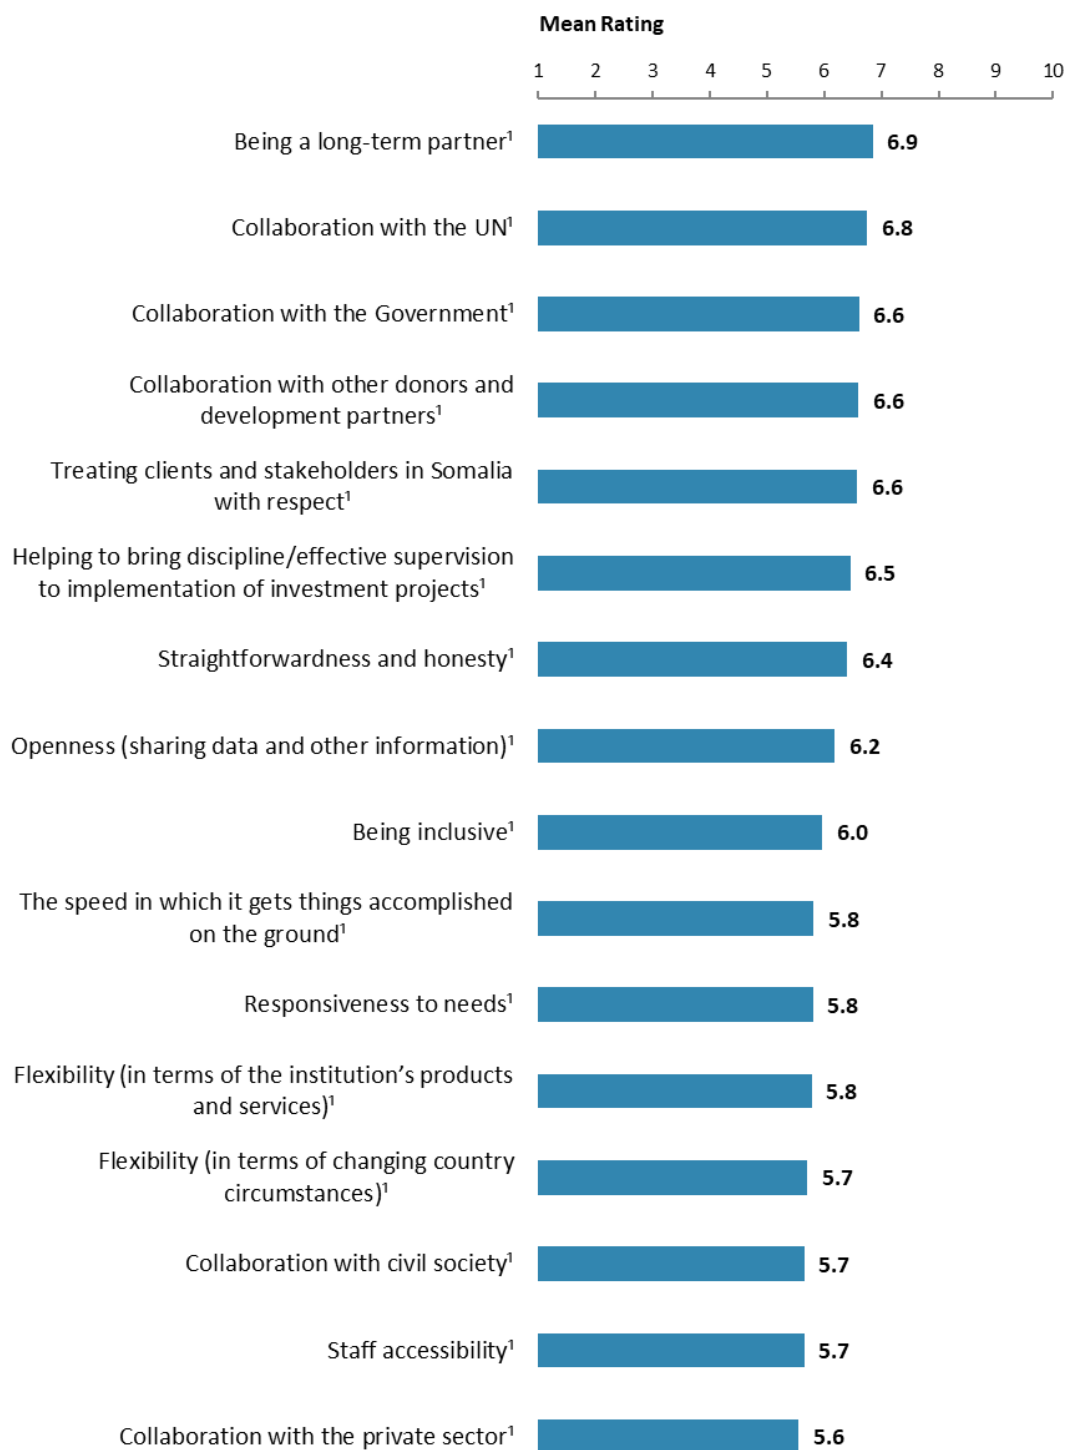 Mean Rating
1 2 3 4 5 6 7 8 9 10
Being a long-term partner¹ 6.9
Collaboration with the UN¹ 6.8
Collaboration with the Government¹ 6.6
Collaboration with other donors and
development partners¹ 6.6
Treating clients and stakeholders in Somalia
with respect¹ 6.6
Helping to bring discipline/effective supervision
to implementation of investment projects¹ 6.5
Straightforwardness and honesty¹ 6.4
Openness (sharing data and other information)¹ 6.2
Being inclusive¹ 6.0
The speed in which it gets things accomplished
on the ground¹ 5.8
Responsiveness to needs¹ 5.8
Flexibility (in terms of the institution’s products
and services)¹ 5.8
Flexibility (in terms of changing country
circumstances)¹ 5.7
Collaboration with civil society¹ 5.7
Staff accessibility¹ 5.7
Collaboration with the private sector¹ 5.6